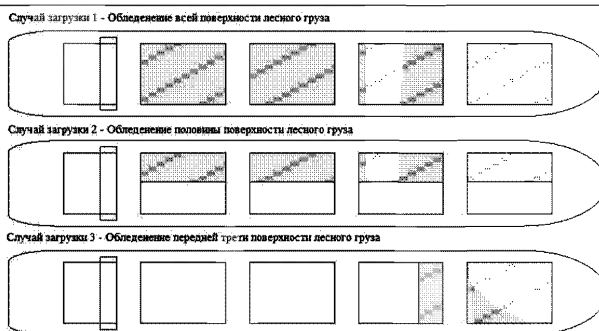 Случай загрузки 1 - Обледенение всей поверхности лесного груза
Случай загрузки 2 - Обледенение половины поверхности лесного груза
Случай загрузки 3 - Обледенение передней трети поверхности лесного груза